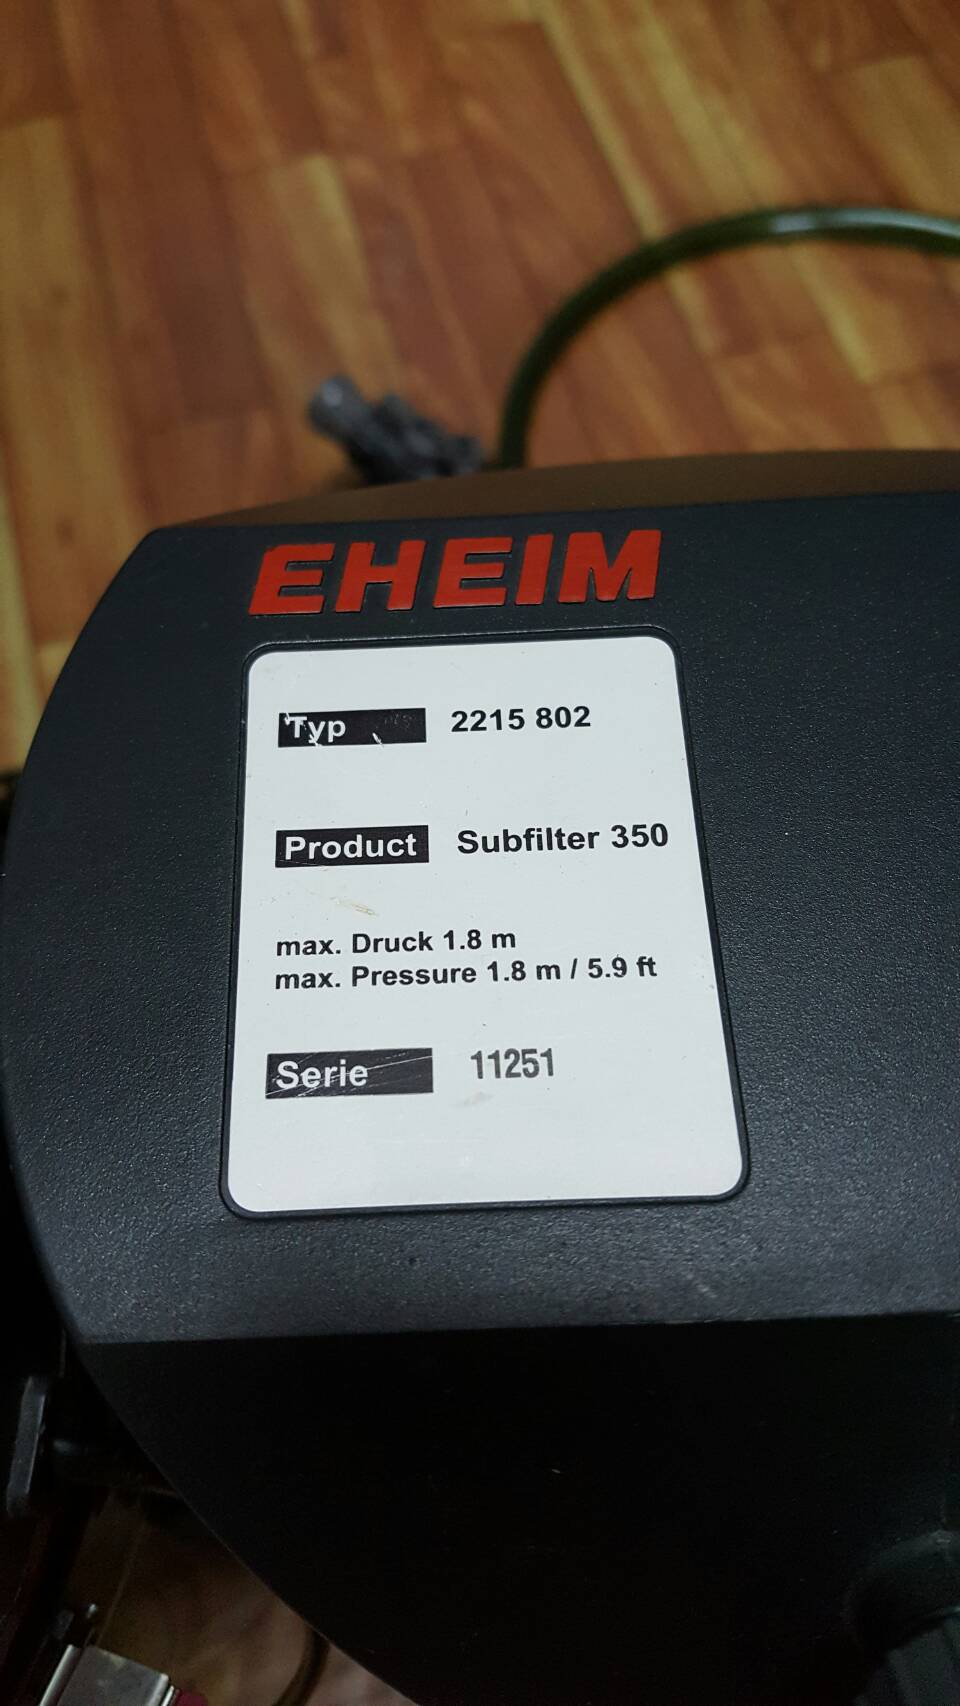 EHEIM
Typ 2215 802
Product Subfilter 350
max. Druck 1.8 m
max. Pressure 1.8 m / 5.9 ft
Serie 11251